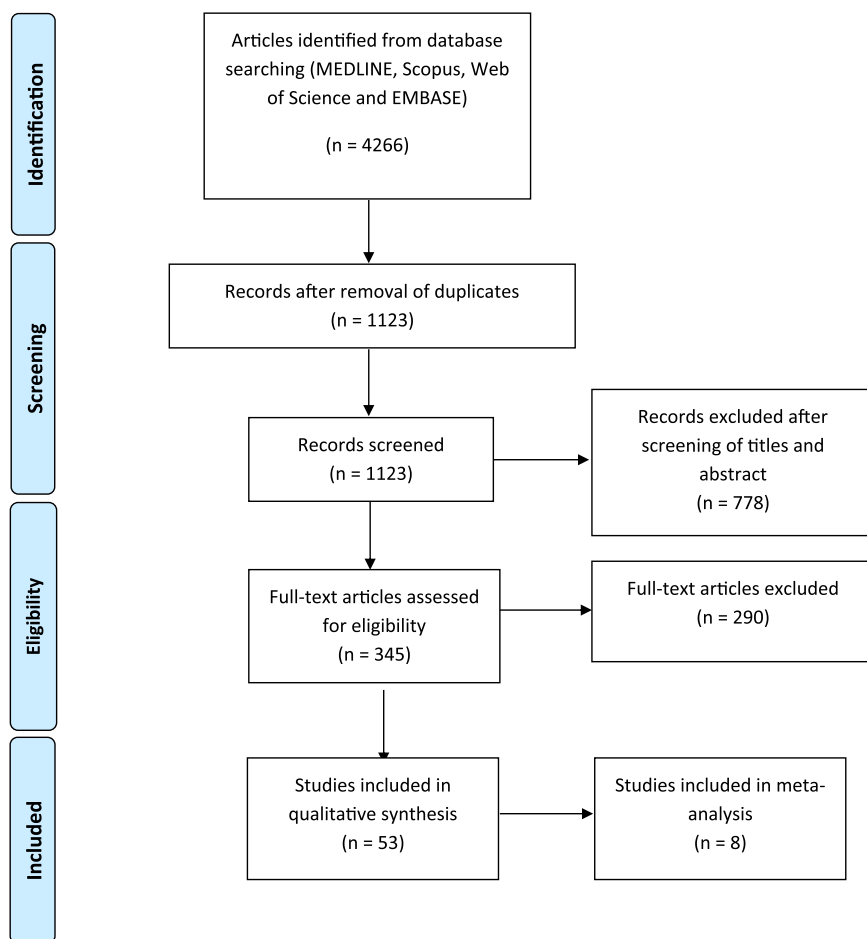 Identification
Articles identified from database
searching (MEDLINE, Scopus, Web
of Science and EMBASE)
(n = 4266)
Screening
Records after removal of duplicates
(n = 1123)
Records screened
(n = 1123)
Records excluded after
screening of titles and
abstract
(n = 778)
Eligibility
Full-text articles assessed
for eligibility
(n = 345)
Full-text articles excluded
(n = 290)
Included
Studies included in
qualitative synthesis
(n = 53)
Studies included in meta-
analysis
(n = 8)